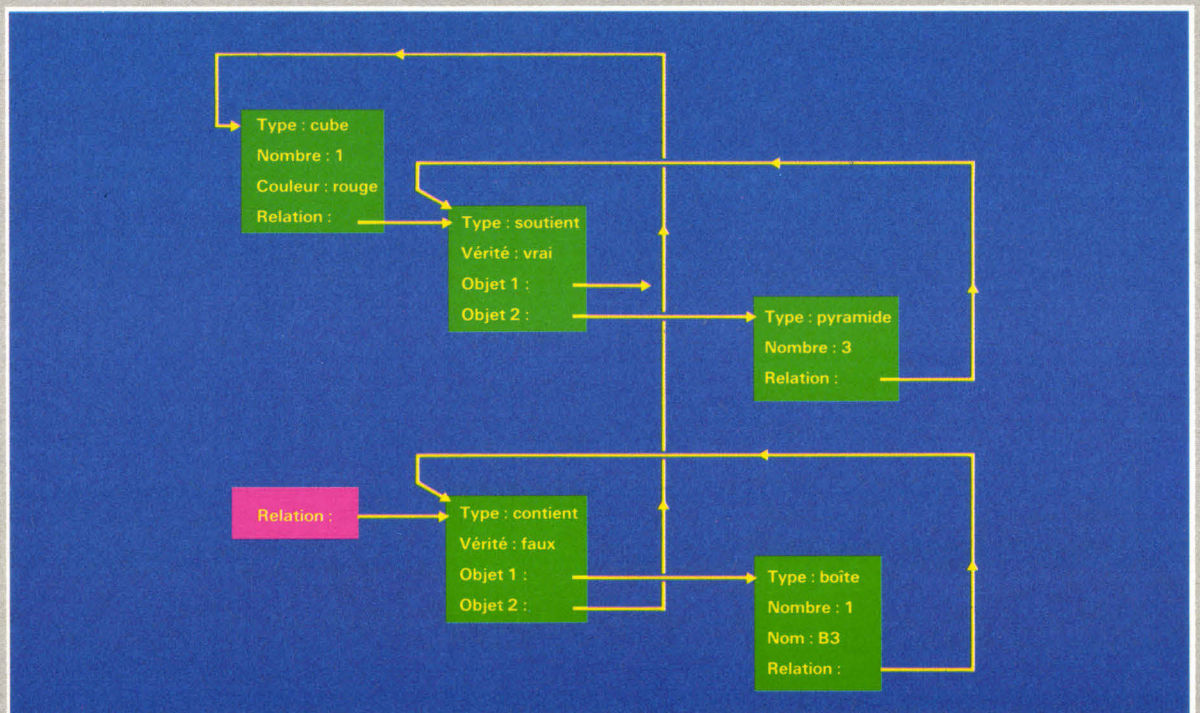 Type : cube
Nombre : 1
Couleur : rouge
Relation :
Type : soutient
Vérité : vrai
Objet 1 :
Objet 2 :
Type : pyramide
Nombre : 3
Relation :
Relation :
Type : contient
Vérité : faux
Objet 1 :
Objet 2 :
Type : boîte
Nombre : 1
Nom : B3
Relation :